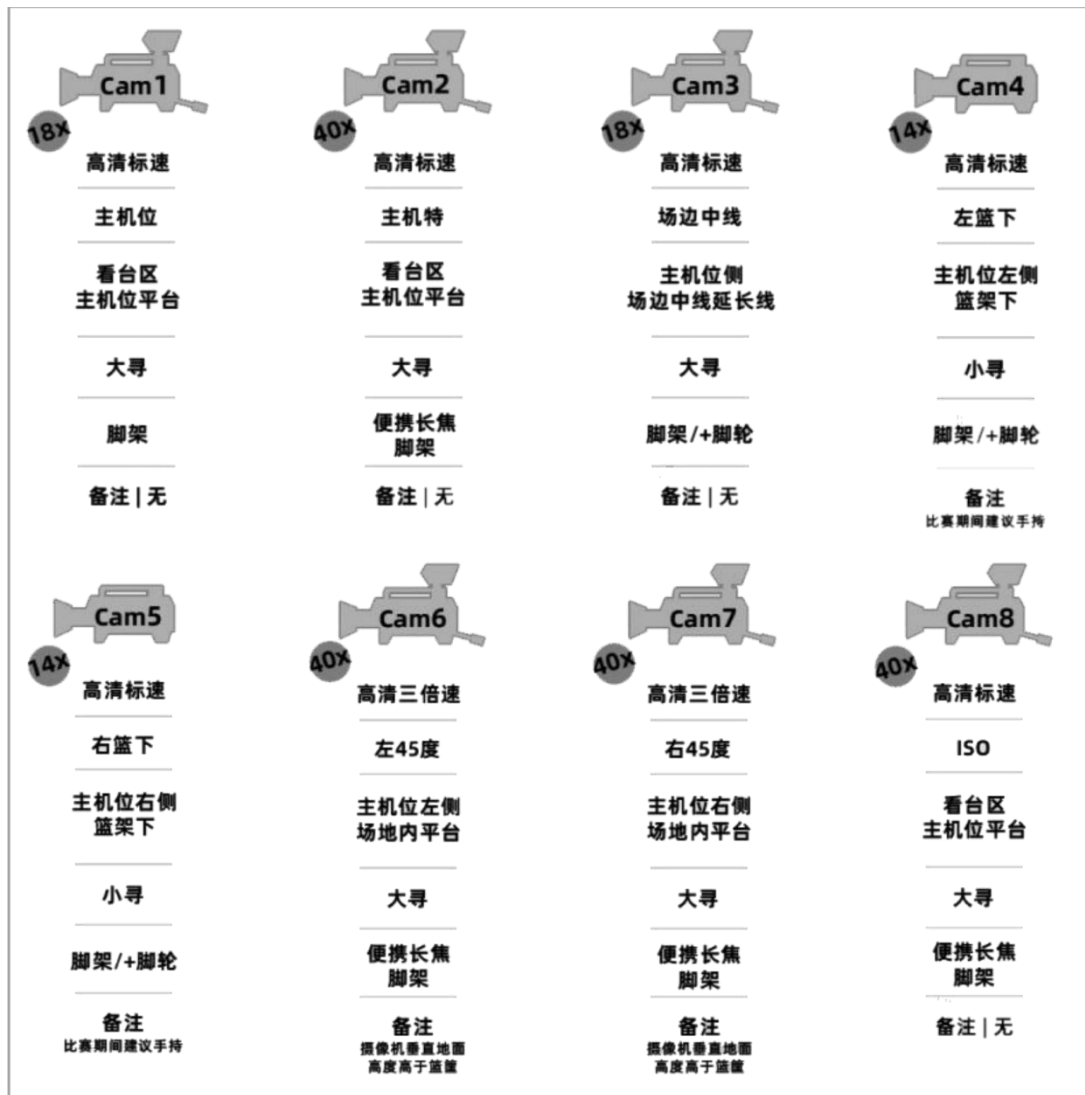 Cam1
18x
高清标速
主机位
看台区
主机位平台
大寻
脚架
备注 | 无
Cam2
40x
高清标速
主机特
看台区
主机位平台
大寻
便携长焦
脚架
备注 | 无
Cam3
18x
高清标速
场边中线
主机位侧
场边中线延长线
大寻
脚架/+脚轮
备注 | 无
Cam4
14x
高清标速
左篮下
主机位左侧
篮架下
小寻
脚架/+脚轮
备注
比赛期间建议手持
Cam5
14x
高清标速
右篮下
主机位右侧
篮架下
小寻
脚架/+脚轮
备注
比赛期间建议手持
Cam6
40x
高清三倍速
左45度
主机位左侧
场地内平台
大寻
便携长焦
脚架
备注
摄像机垂直地面
高度高于篮筐
Cam7
40x
高清三倍速
右45度
主机位右侧
场地内平台
大寻
便携长焦
脚架
备注
摄像机垂直地面
高度高于篮筐
Cam8
40x
高清标速
ISO
看台区
主机位平台
大寻
便携长焦
脚架
备注 | 无